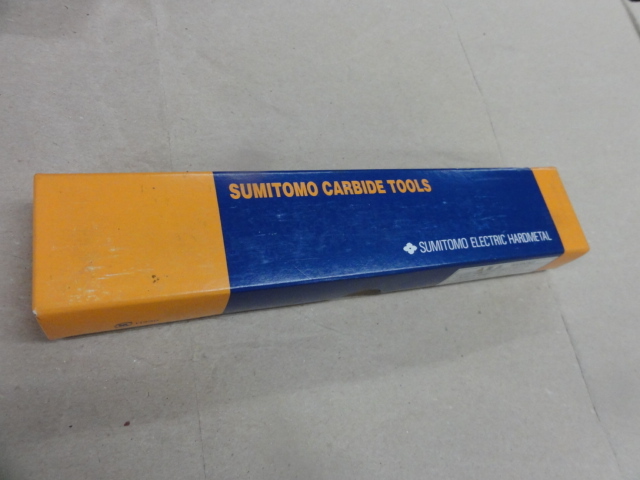 SUMITOMO CARBIDE TOOLS
SUMITOMO ELECTRIC HARDMETAL